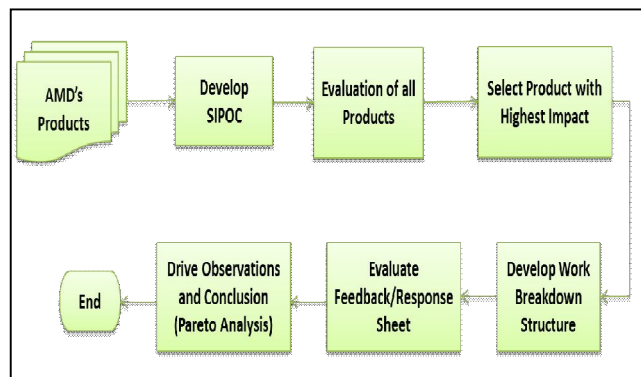 AMD's
Products
Develop
SIPOC
Evaluation of all
Products
Select Product with
Highest Impact
Develop Work
Breakdown
Structure
Evaluate
Feedback/Response
Sheet
Drive Observations
and Conclusion
(Pareto Analysis)
End